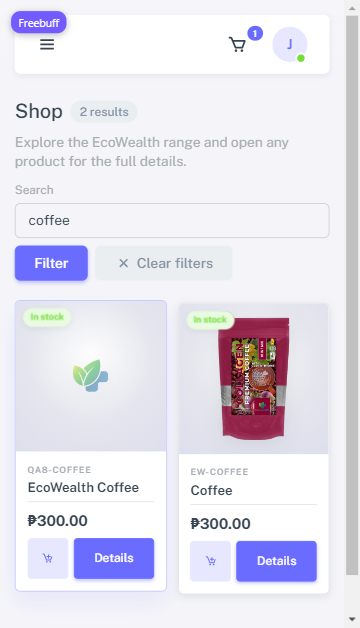 Freebuff
1
J
Shop 2 results
Explore the EcoWealth range and open any
product for the full details.
Search
coffee
Filter
× Clear filters
In stock
QA8-COFFEE
EcoWealth Coffee
₱300.00
Details
In stock
PREMIUM COFFEE
EW-COFFEE
Coffee
₱300.00
Details